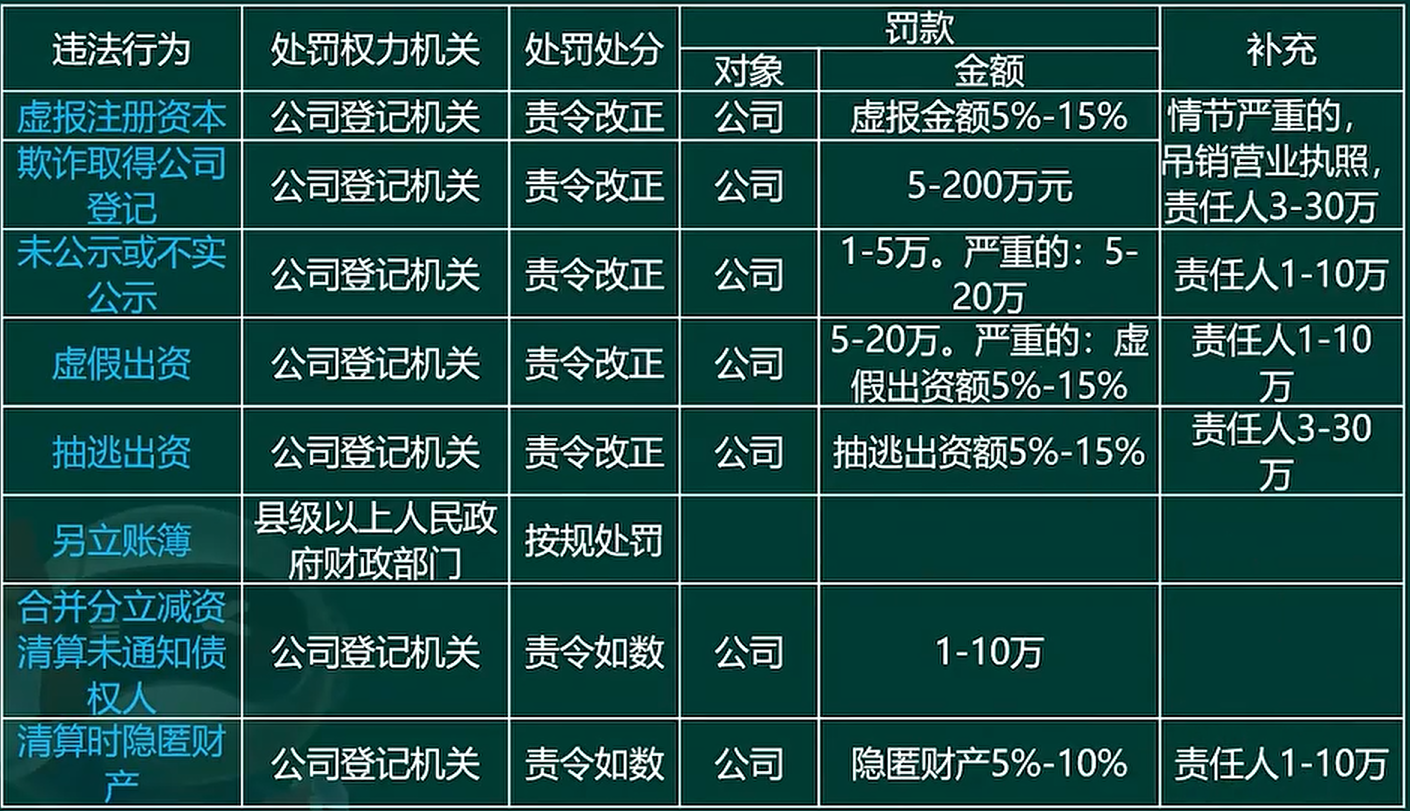 违法行为
处罚权力机关
处罚处分
罚款
对象
金额
补充
虚报注册资本
公司登记机关
责令改正
公司
虚报金额5%-15%
情节严重的，
吊销营业执照，
责任人3-30万
欺诈取得公司
登记
公司登记机关
责令改正
公司
5-200万元
未公示或不实
公示
公司登记机关
责令改正
公司
1-5万。严重的：5-
20万
责任人1-10万
虚假出资
公司登记机关
责令改正
公司
5-20万。严重的：虚
假出资额5%-15%
责任人1-10
万
抽逃出资
公司登记机关
责令改正
公司
抽逃出资额5%-15%
责任人3-30
万
另立账簿
县级以上人民政
府财政部门
按规处罚
合并分立减资
清算未通知债
权人
公司登记机关
责令如数
公司
1-10万
清算时隐匿财
产
公司登记机关
责令如数
公司
隐匿财产5%-10%
责任人1-10万